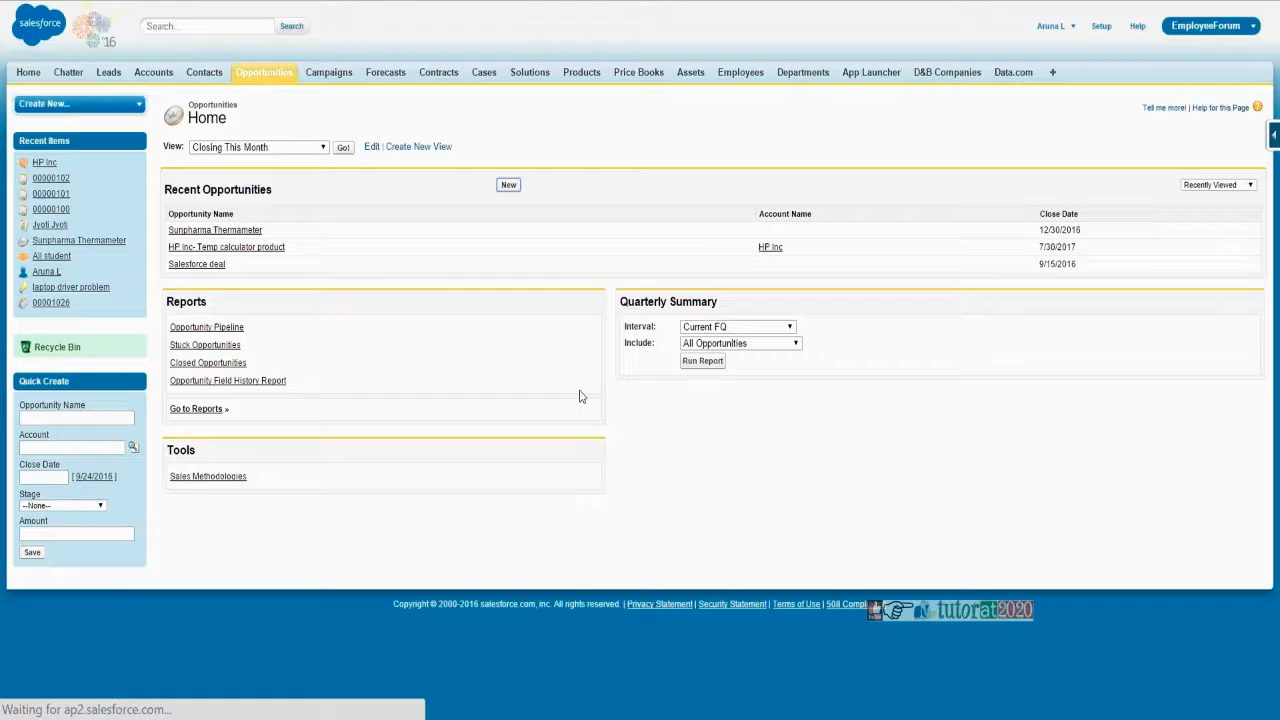 salesforce
'16
Search...
Search
Aruna L
Setup
Help
EmployeeForum
Home Chatter Leads Accounts Contacts Opportunities Campaigns Forecasts Contracts Cases Solutions Products Price Books Assets Employees Departments App Launcher D&B Companies Data.com +
Create New...
Recent Items
HP Inc
00000102
00000101
00000100
Jyoti Jyoti
Sunpharma Thermameter
All student
Aruna L
laptop driver problem
00001026
Recycle Bin
Quick Create
Opportunity Name
Account
Close Date
[ 9/24/2016 ]
Stage
--None--
Amount
Save
Opportunities
Home
Tell me more! | Help for this Page
View: Closing This Month Go! Edit | Create New View
Recent Opportunities New Recently Viewed
Opportunity Name Account Name Close Date
Sunpharma Thermameter 12/30/2016
HP Inc- Temp calculator product HP Inc 7/30/2017
Salesforce deal 9/15/2016
Reports
Opportunity Pipeline
Stuck Opportunities
Closed Opportunities
Opportunity Field History Report
Go to Reports »
Tools
Sales Methodologies
Quarterly Summary
Interval: Current FQ
Include: All Opportunities
Run Report
Copyright © 2000-2016 salesforce.com, inc. All rights reserved. | Privacy Statement | Security Statement | Terms of Use | 508 Compl
tutorat2020
Waiting for ap2.salesforce.com...